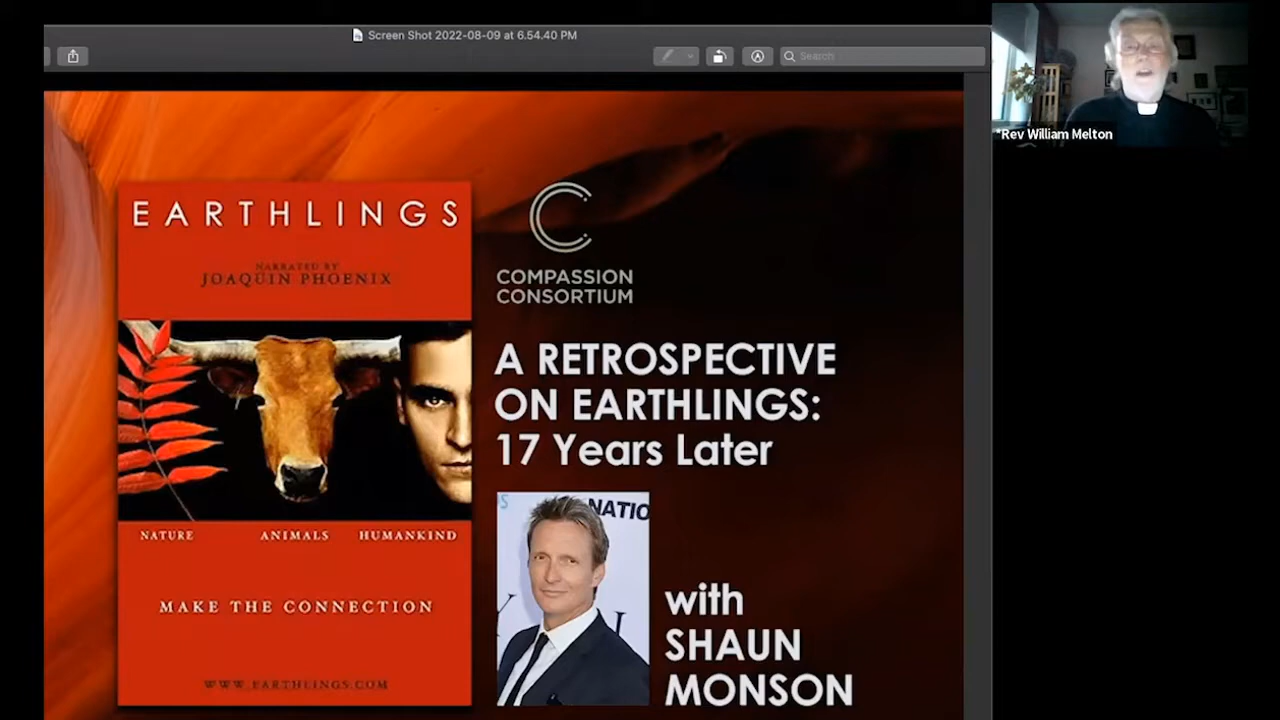 Screen Shot 2022-08-09 at 6.54.40 PM
Search
*Rev William Melton
EARTHLINGS
NARRATED BY
JOAQUIN PHOENIX
NATURE ANIMALS HUMANKIND
MAKE THE CONNECTION
WWW.EARTHLINGS.COM
COMPASSION
CONSORTIUM
A RETROSPECTIVE
ON EARTHLINGS:
17 Years Later
NATIO
with
SHAUN
MONSON